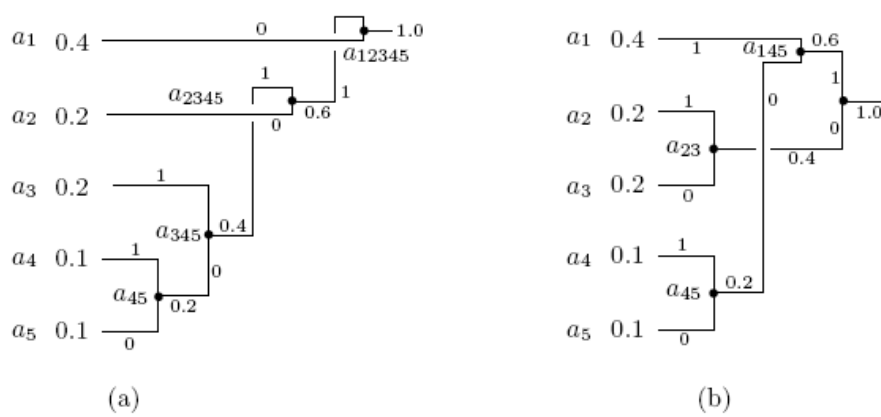 a1 0.4 0 1.0
a12345
a2345 1
a2 0.2 0 0.6 1
a3 0.2 1
a345 0.4
a4 0.1 1 0
a45 0.2
a5 0.1 0
(a)
a1 0.4 1 a145 0.6
1
a2 0.2 1 0 1.0
a23 0 0.4
a3 0.2 0
a4 0.1 1
a45 0.2
a5 0.1 0
(b)